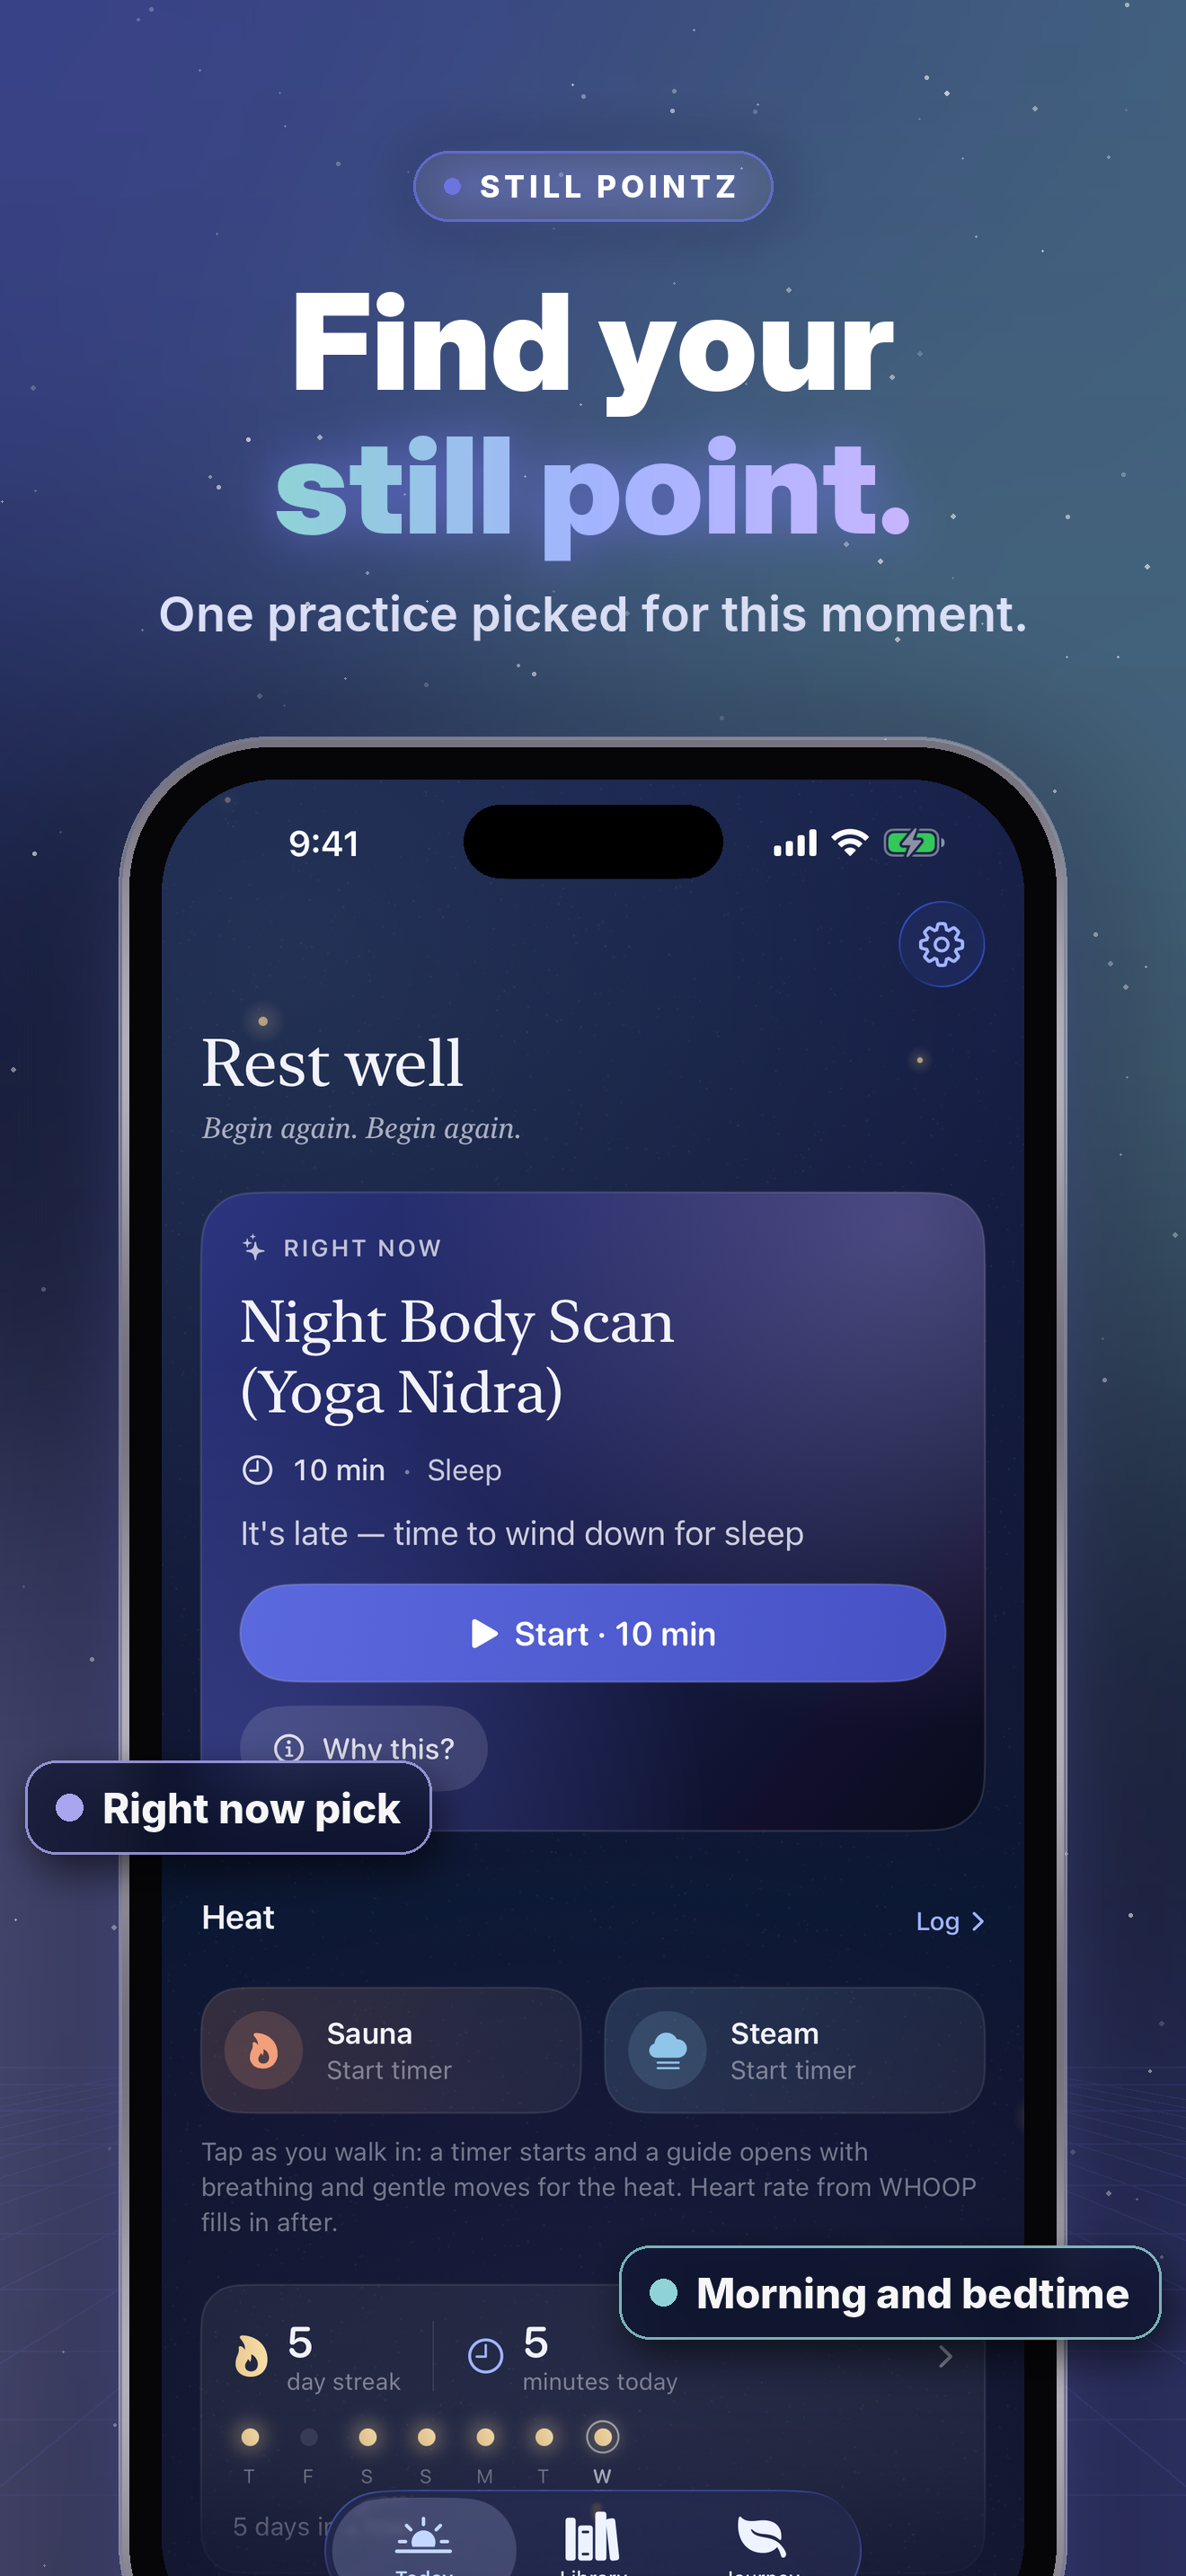 STILL POINTZ
Find your
still point.
One practice picked for this moment.
9:41
Rest well
Begin again. Begin again.
RIGHT NOW
Night Body Scan
(Yoga Nidra)
10 min · Sleep
It's late — time to wind down for sleep
Start · 10 min
Why this?
Right now pick
Heat
Log
Sauna
Start timer
Steam
Start timer
Tap as you walk in: a timer starts and a guide opens with
breathing and gentle moves for the heat. Heart rate from WHOOP
fills in after.
Morning and bedtime
5
day streak
5
minutes today
T F S S M T W
5 days
Today
Library
Journey